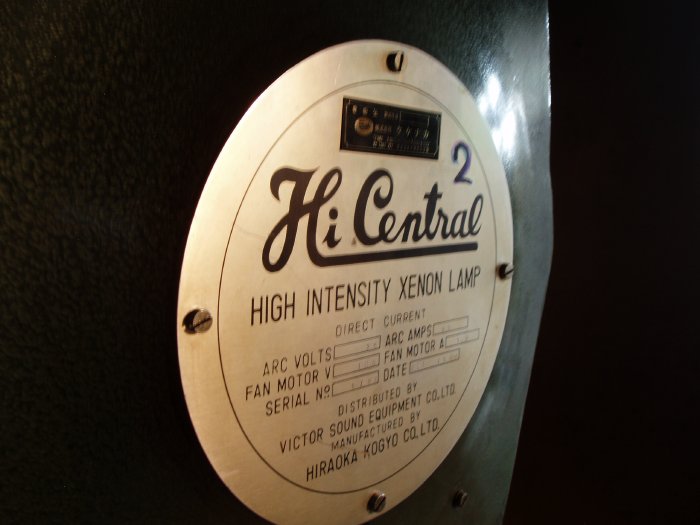 2
Hi Central
HIGH INTENSITY XENON LAMP
DIRECT CURRENT
ARC VOLTS ARC AMPS
FAN MOTOR V FAN MOTOR A
SERIAL Nº DATE
DISTRIBUTED BY
VICTOR SOUND EQUIPMENT CO., LTD.
MANUFACTURED BY
HIRAOKA KOGYO CO., LTD.